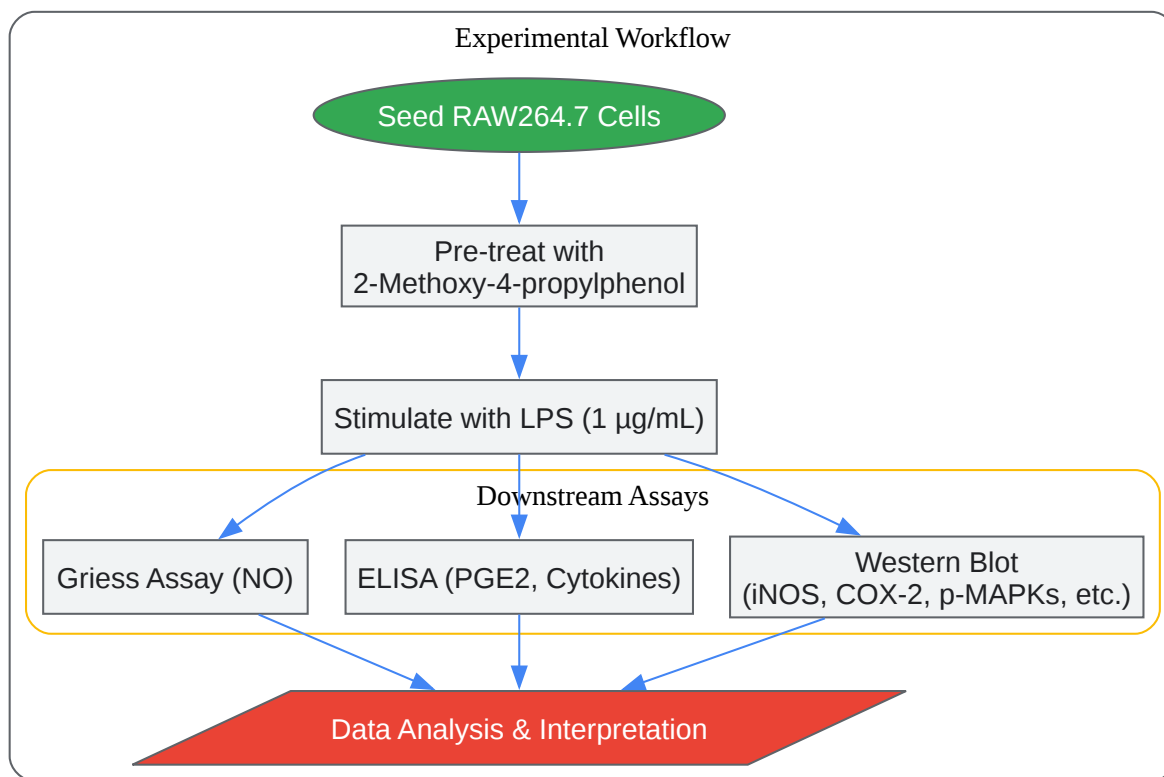 Experimental Workflow
Seed RAW264.7 Cells
Pre-treat with
2-Methoxy-4-propylphenol
Stimulate with LPS (1 µg/mL)
Downstream Assays
Griess Assay (NO)
ELISA (PGE2, Cytokines)
Western Blot
(iNOS, COX-2, p-MAPKs, etc.)
Data Analysis & Interpretation